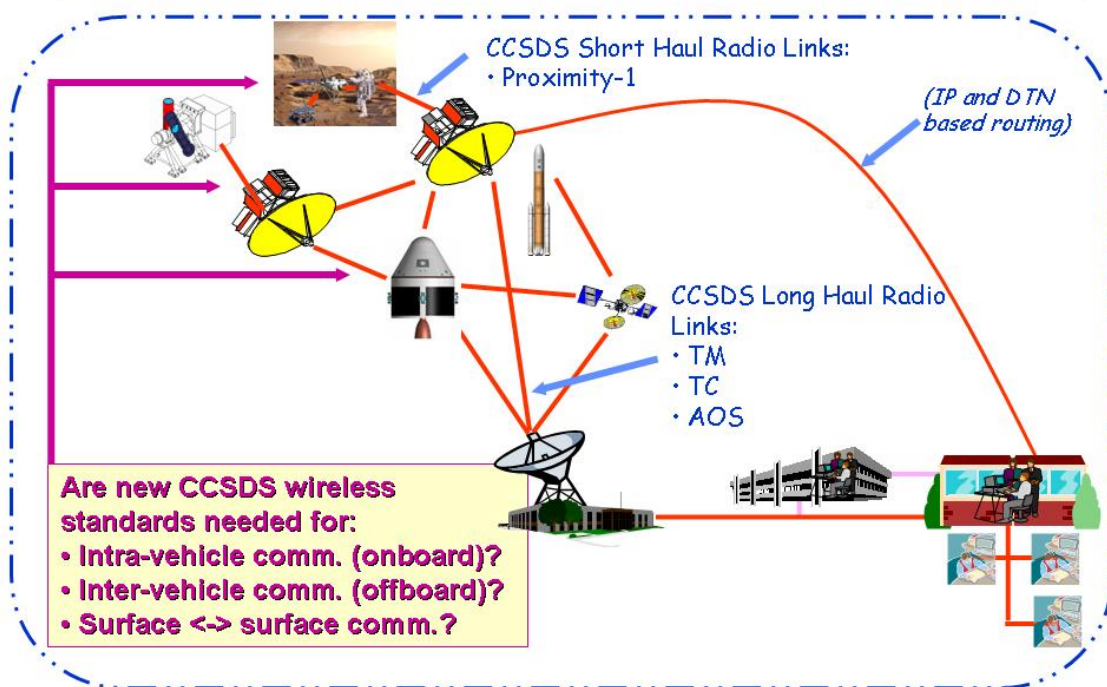 CCSDS Short Haul Radio Links:
• Proximity-1
(IP and DTN
based routing)
CCSDS Long Haul Radio
Links:
• TM
• TC
• AOS
Are new CCSDS wireless
standards needed for:
• Intra-vehicle comm. (onboard)?
• Inter-vehicle comm. (offboard)?
• Surface <-> surface comm.?